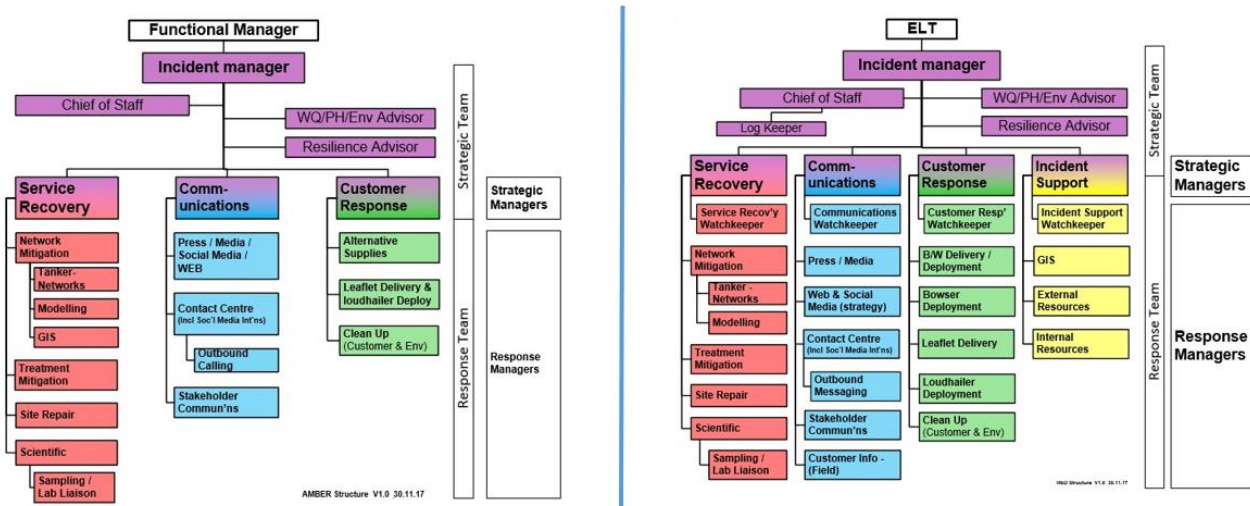 Functional Manager
Incident manager
Chief of Staff
WQ/PH/Env Advisor
Resilience Advisor
Strategic Team
Service
Recovery
Comm-
unications
Customer
Response
Strategic
Managers
Network
Mitigation
Tanker-
Networks
Modelling
GIS
Treatment
Mitigation
Site Repair
Scientific
Sampling /
Lab Liaison
Press / Media /
Social Media /
WEB
Contact Centre
(Incl Soc'l Media Int'ns)
Outbound
Calling
Stakeholder
Commun'ns
Alternative
Supplies
Leaflet Delivery &
loudhailer Deploy
Clean Up
(Customer & Env)
Response Team
Response
Managers
AMBER Structure V1.0 30.11.17
ELT
Incident manager
Chief of Staff
Log Keeper
WQ/PH/Env Advisor
Resilience Advisor
Strategic Team
Service
Recovery
Comm-
unications
Customer
Response
Incident
Support
Strategic
Managers
Service Recov'y
Watchkeeper
Network
Mitigation
Tanker -
Networks
Modelling
Treatment
Mitigation
Site Repair
Scientific
Sampling /
Lab Liaison
Communications
Watchkeeper
Press / Media
Web & Social
Media (strategy)
Contact Centre
(Incl Soc'l Media Int'ns)
Outbound
Messaging
Stakeholder
Commun'ns
Customer Info -
(Field)
Customer Resp'
Watchkeeper
B/W Delivery /
Deployment
Bowser
Deployment
Leaflet Delivery
Loudhailer
Deployment
Clean Up
(Customer & Env)
Incident Support
Watchkeeper
GIS
External
Resources
Internal
Resources
Response Team
Response
Managers
Structure V1.0 30.11.17